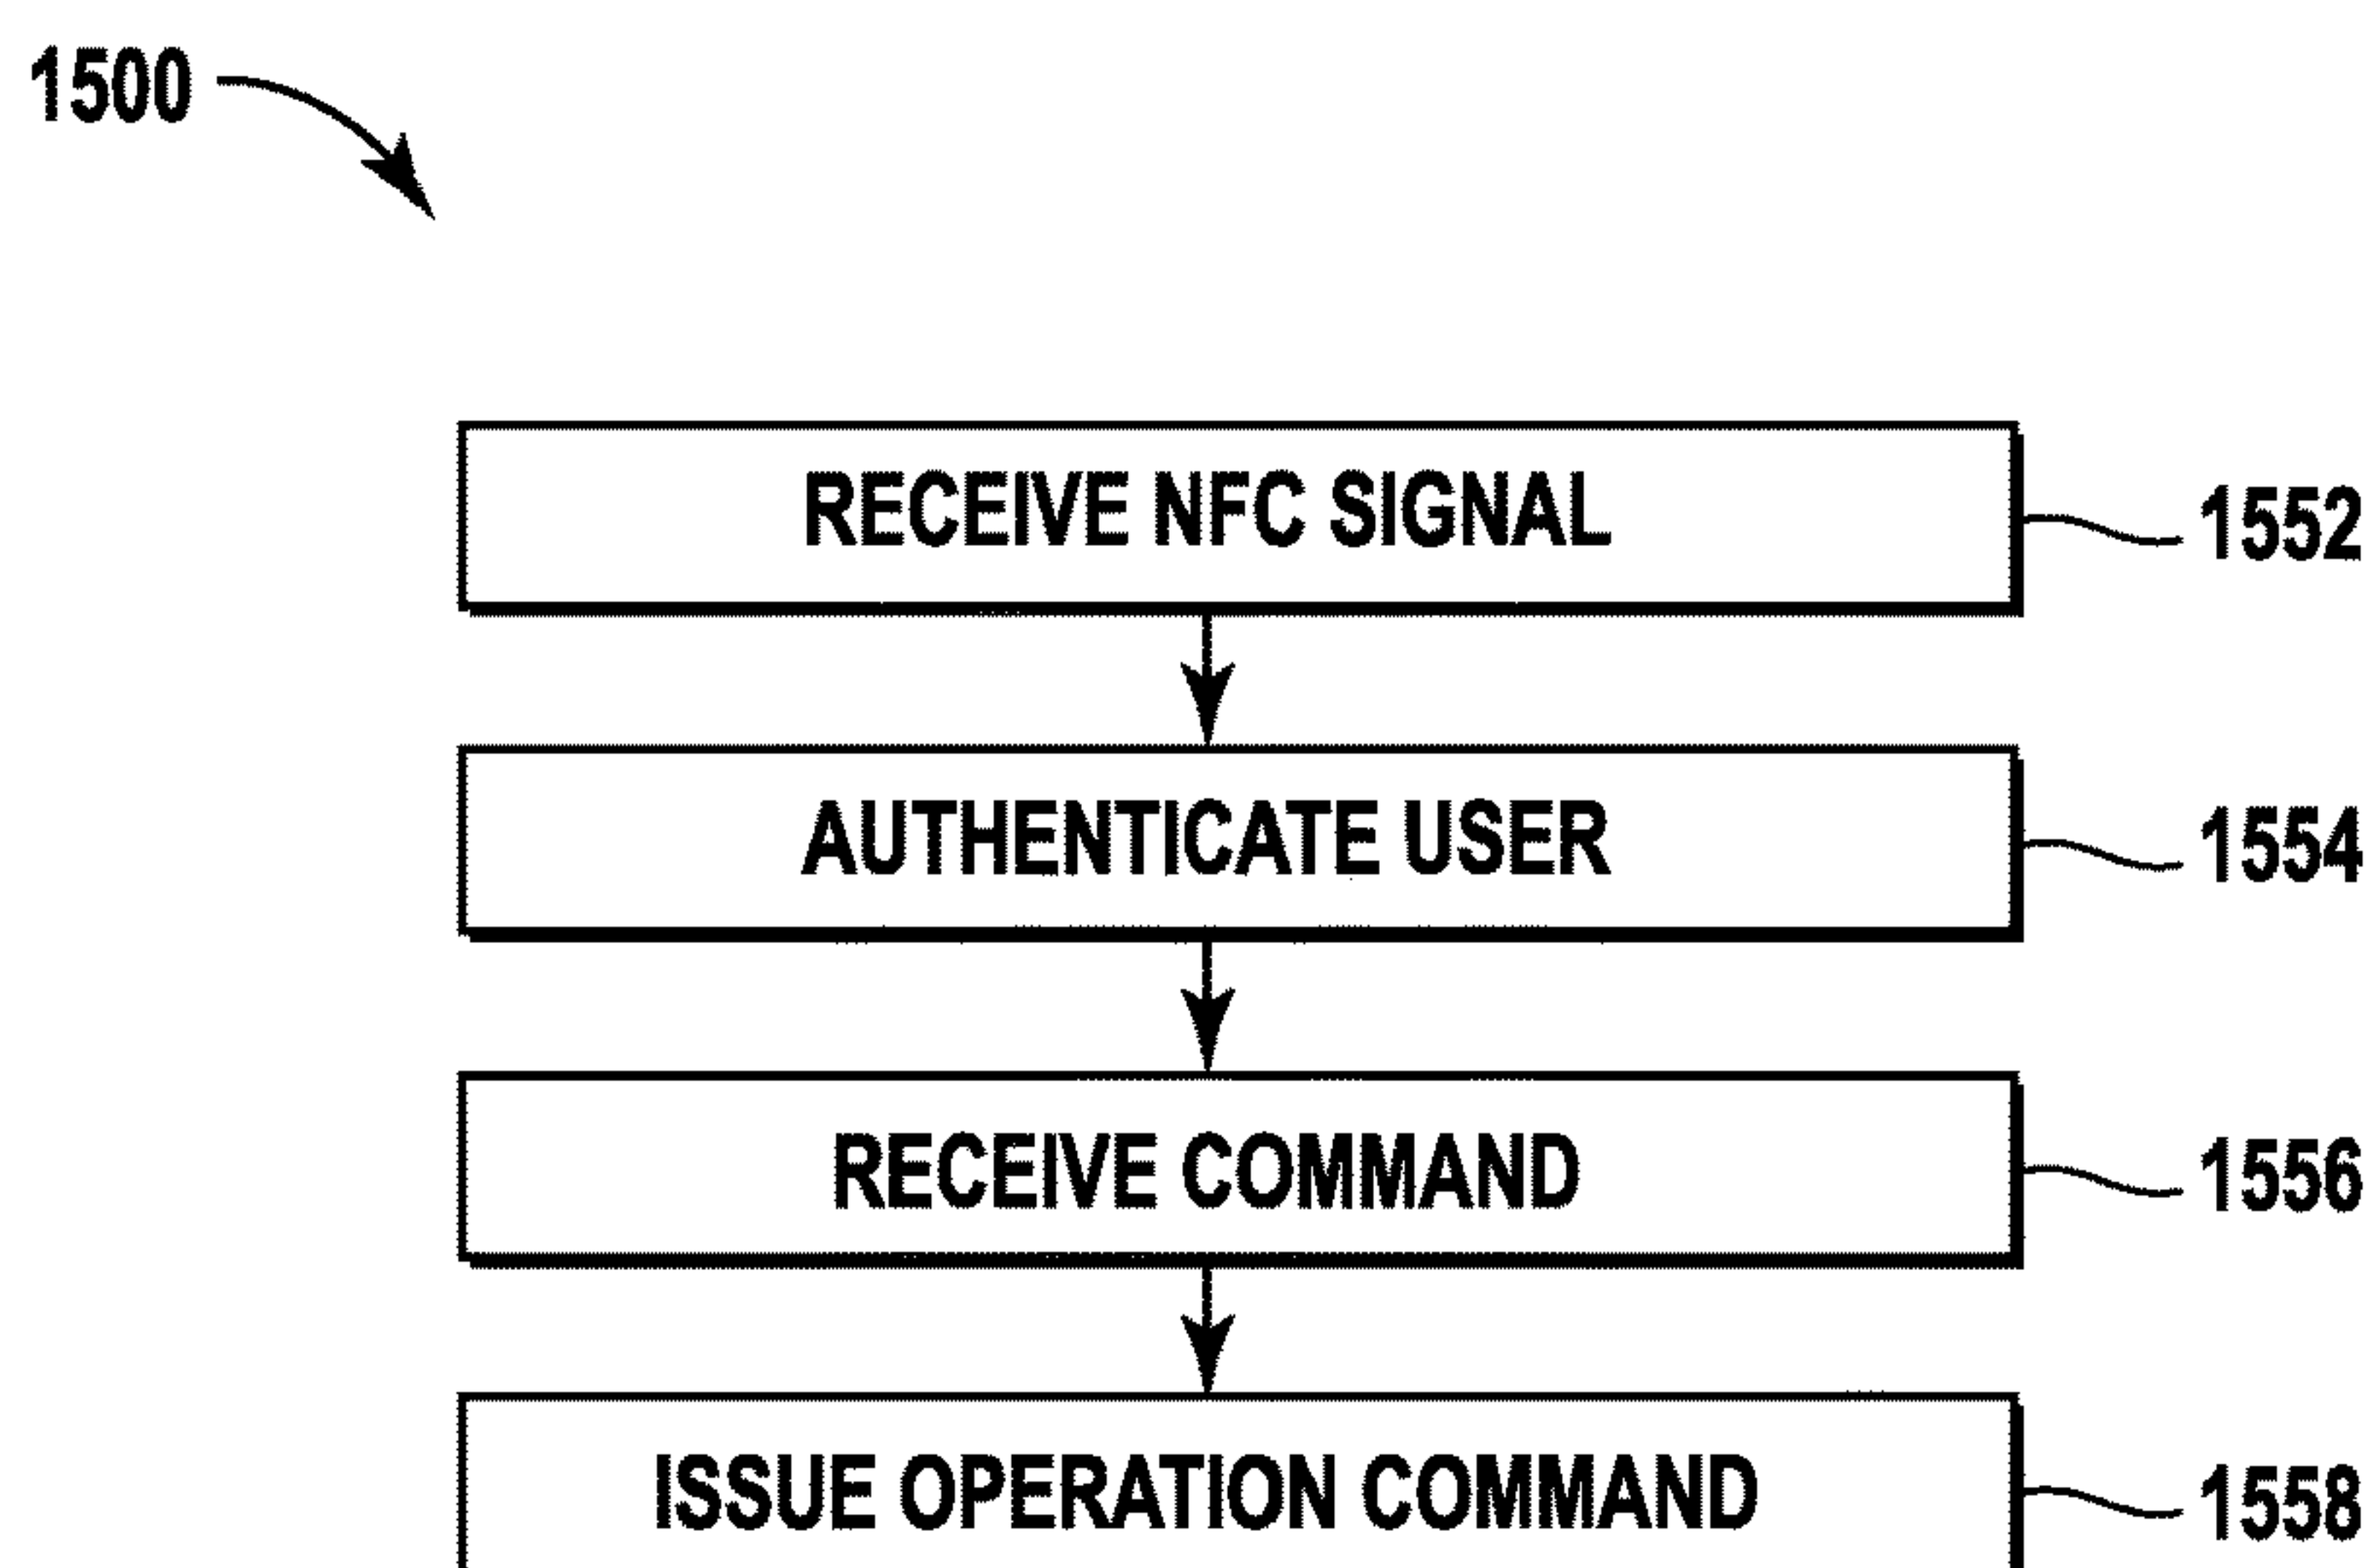 1500
RECEIVE NFC SIGNAL
1552
AUTHENTICATE USER
1554
RECEIVE COMMAND
1556
ISSUE OPERATION COMMAND
1558